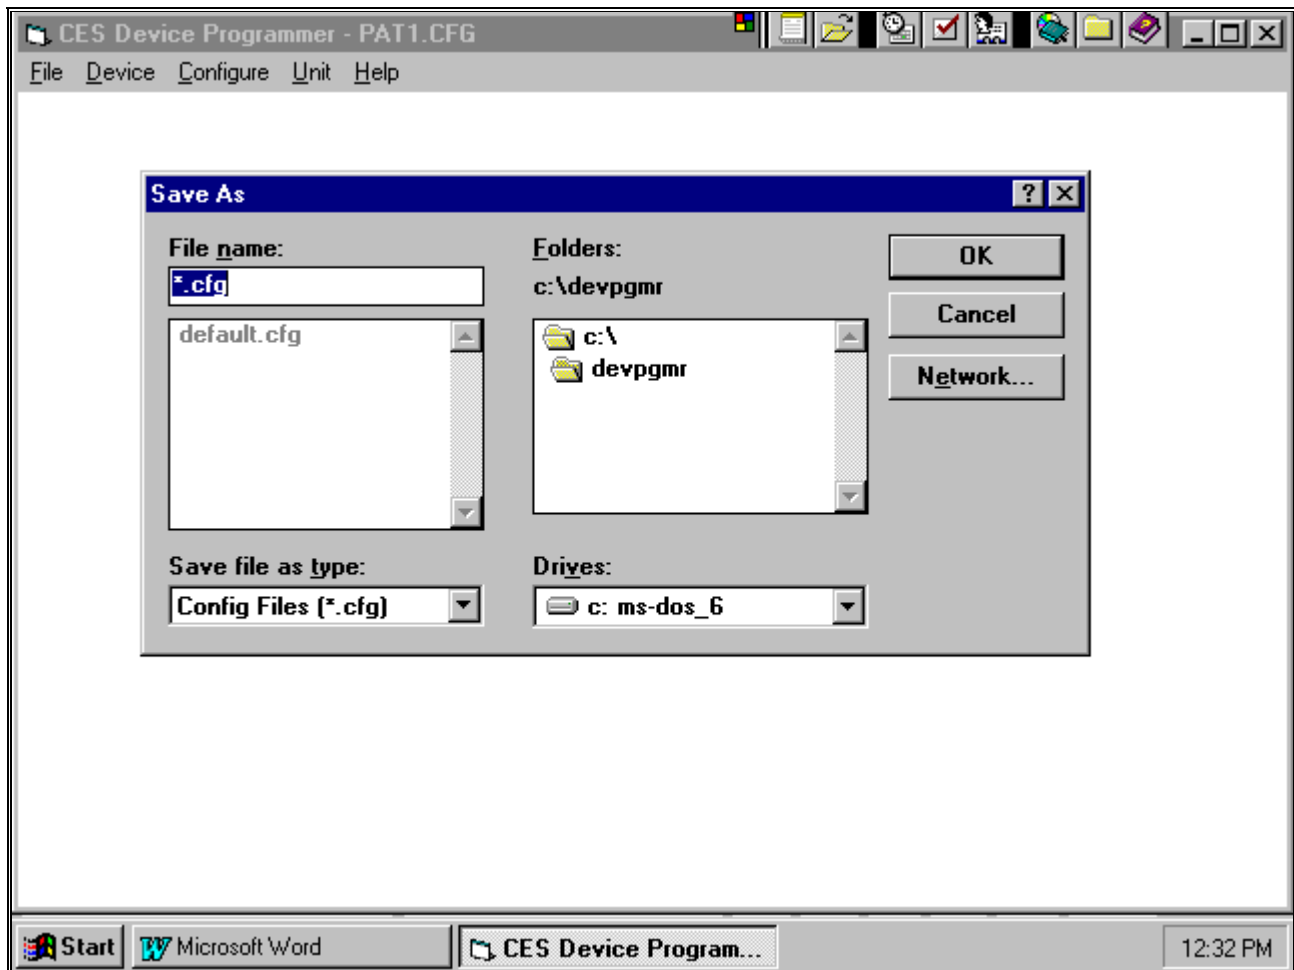 CES Device Programmer - PAT1.CFG
File Device Configure Unit Help
Save As
File name:
*.cfg
default.cfg
Save file as type:
Config Files (*.cfg)
Folders:
c:\devpgmr
c:\
devpgmr
Drives:
c: ms-dos_6
OK
Cancel
Network...
Start
Microsoft Word
CES Device Program...
12:32 PM